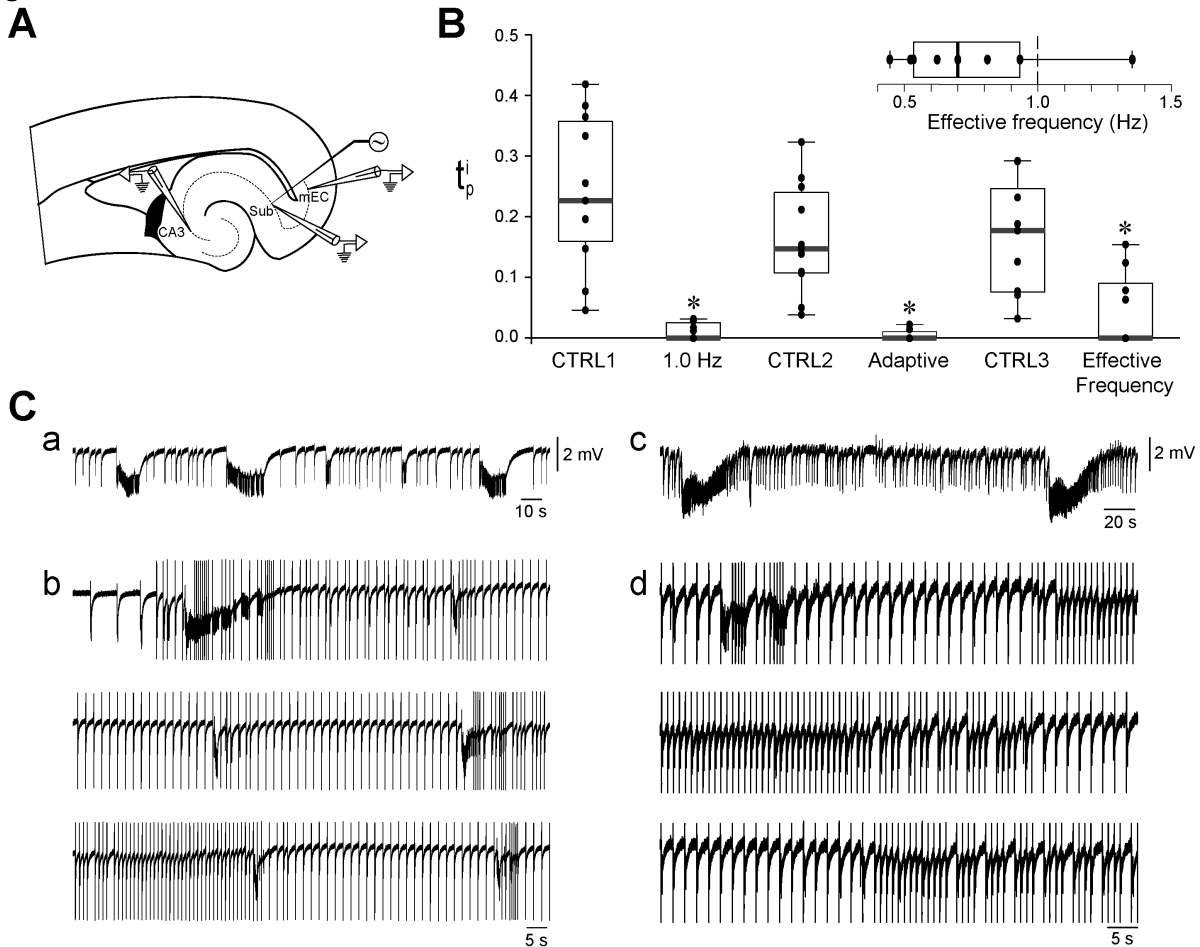 A
CA3
Sub
mEC
B
0.5
0.4
0.3
0.2
0.1
0.0
t_p^i
0.5 1.0 1.5
Effective frequency (Hz)
* * *
CTRL1 1.0 Hz CTRL2 Adaptive CTRL3 Effective
Frequency
C
a
2 mV
10 s
c
2 mV
20 s
b
5 s
d
5 s